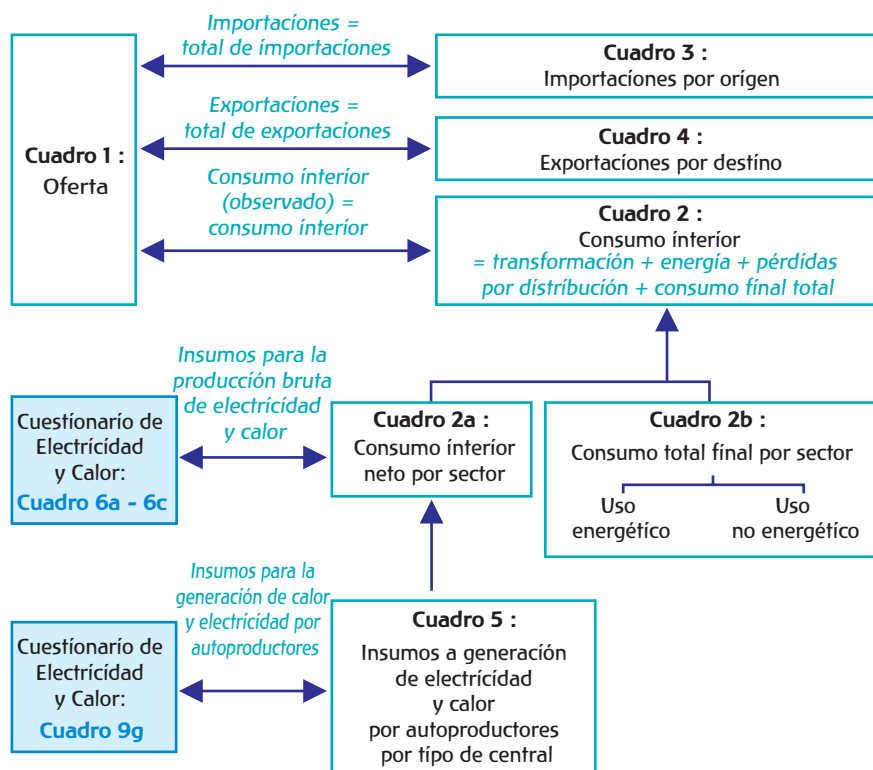 Importaciones =
total de importaciones
Cuadro 3 :
Importaciones por origen
Exportaciones =
total de exportaciones
Cuadro 4 :
Exportaciones por destino
Cuadro 1 :
Oferta
Consumo interior
(observado) =
consumo interior
Cuadro 2 :
Consumo interior
= transformación + energía + pérdidas
por distribución + consumo final total
Insumos para la
producción bruta
de electricidad
y calor
Cuestionario de
Electricidad
y Calor:
Cuadro 6a - 6c
Cuadro 2a :
Consumo interior
neto por sector
Cuadro 2b :
Consumo total final por sector
Uso
energético
Uso
no energético
Insumos para la
generación de calor
y electricidad por
autoproductores
Cuestionario de
Electricidad
y Calor:
Cuadro 9g
Cuadro 5 :
Insumos a generación
de electricidad
y calor
por autoproductores
por tipo de central